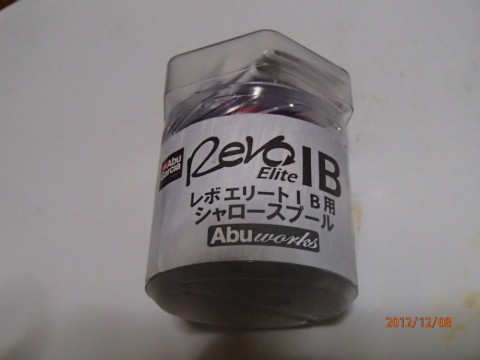 Abu
Garcia
Revo
Elite IB
レボ エリート IB用
シャロースプール
Abu works
2012/12/08